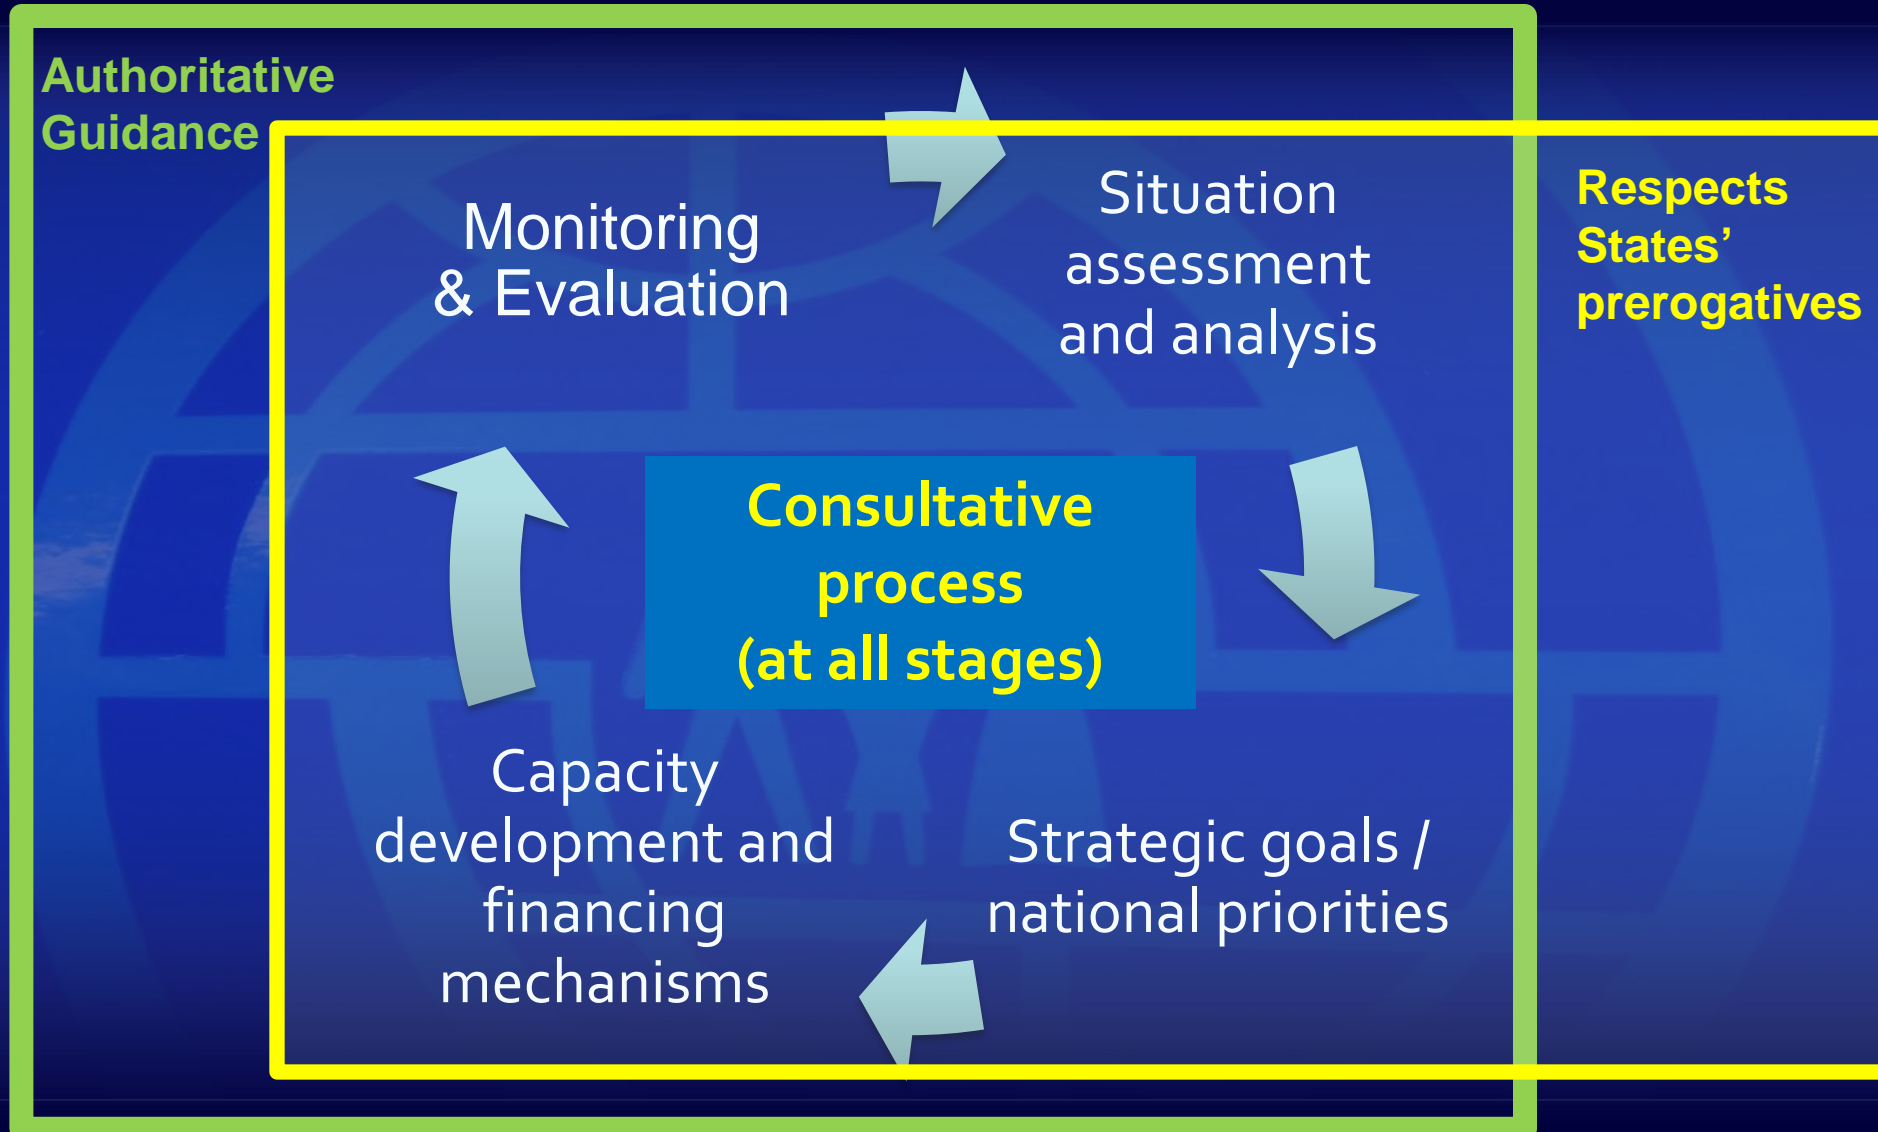 Authoritative
Guidance
Monitoring
& Evaluation
Situation
assessment
and analysis
Respects
States’
prerogatives
Consultative
process
(at all stages)
Capacity
development and
financing
mechanisms
Strategic goals /
national priorities